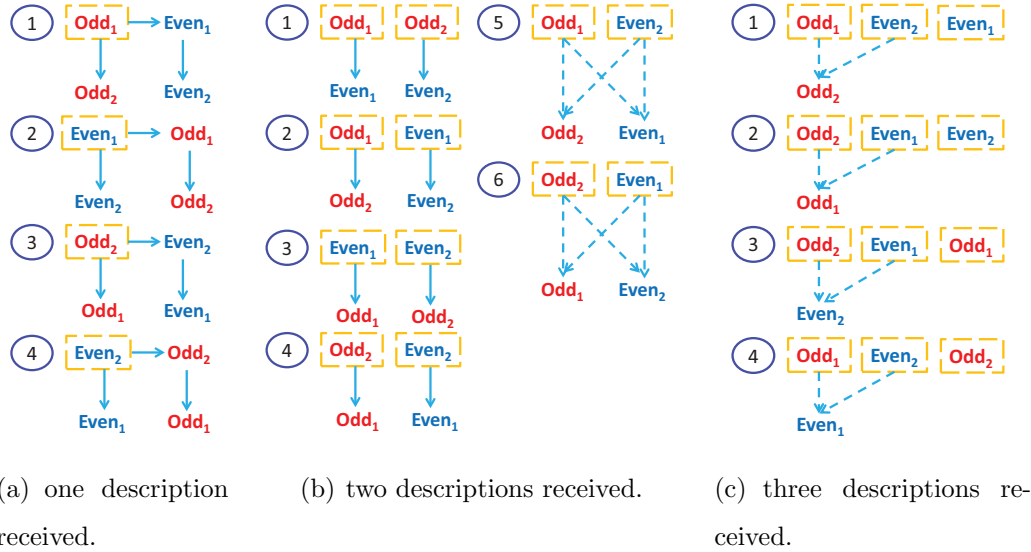 1 Odd₁ Even₁
Odd₂ Even₂
2 Even₁ Odd₁
Even₂ Odd₂
3 Odd₂ Even₂
Odd₁ Even₁
4 Even₂ Odd₂
Even₁ Odd₁
(a) one description
received.
1 Odd₁ Odd₂
Even₁ Even₂
2 Odd₁ Even₁
Odd₂ Even₂
3 Even₁ Even₂
Odd₁ Odd₂
4 Odd₂ Even₂
Odd₁ Even₁
5 Odd₁ Even₂
Odd₂ Even₁
6 Odd₂ Even₁
Odd₁ Even₂
(b) two descriptions received.
1 Odd₁ Even₂ Even₁
Odd₂
2 Odd₂ Even₁ Even₂
Odd₁
3 Odd₂ Even₁ Odd₁
Even₂
4 Odd₁ Even₂ Odd₂
Even₁
(c) three descriptions re-
ceived.